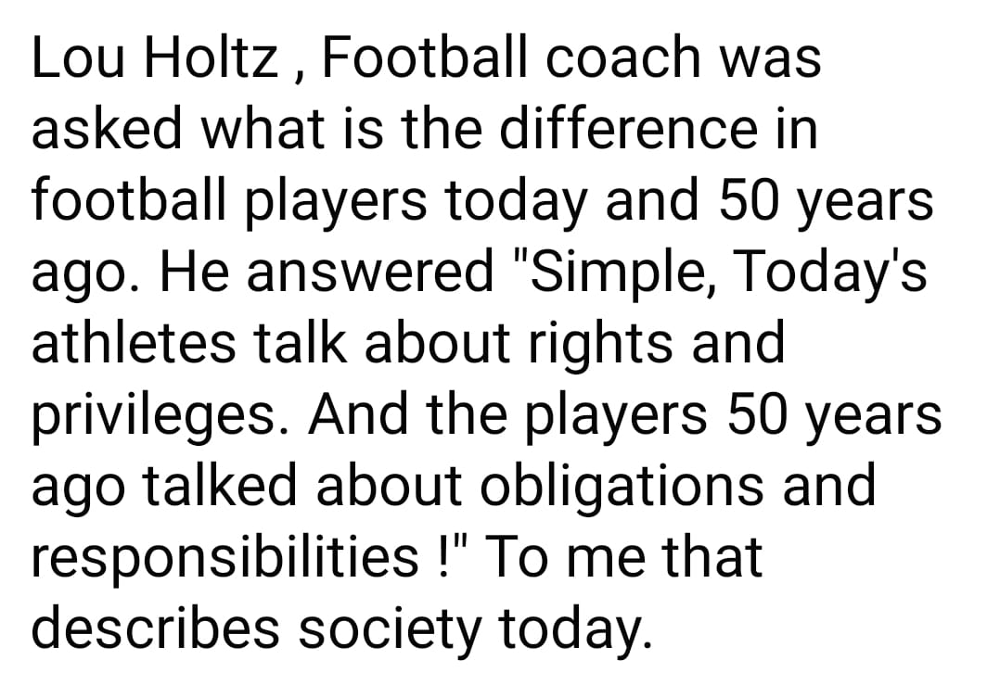 Lou Holtz , Football coach was
asked what is the difference in
football players today and 50 years
ago. He answered "Simple, Today's
athletes talk about rights and
privileges. And the players 50 years
ago talked about obligations and
responsibilities !" To me that
describes society today.